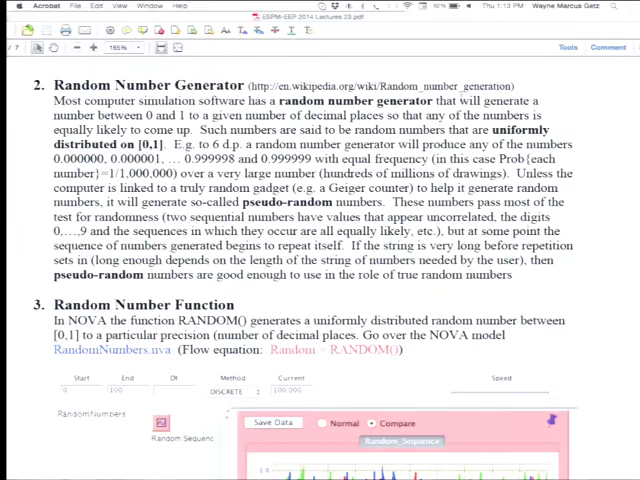 Acrobat File Edit View Window Help
Thu 1:13 PM Wayne Marcus Getz
ESPM-EEP 2014 Lectures 23.pdf
/ 7 165% Tools Comment
2. Random Number Generator (http://en.wikipedia.org/wiki/Random_number_generation)
Most computer simulation software has a random number generator that will generate a
number between 0 and 1 to a given number of decimal places so that any of the numbers is
equally likely to come up. Such numbers are said to be random numbers that are uniformly
distributed on [0,1]. E.g. to 6 d.p. a random number generator will produce any of the numbers
0.000000, 0.000001, … 0.999998 and 0.999999 with equal frequency (in this case Prob{each
number}=1/1,000,000) over a very large number (hundreds of millions of drawings). Unless the
computer is linked to a truly random gadget (e.g. a Geiger counter) to help it generate random
numbers, it will generate so-called pseudo-random numbers. These numbers pass most of the
test for randomness (two sequential numbers have values that appear uncorrelated, the digits
0,…,9 and the sequences in which they occur are all equally likely, etc.), but at some point the
sequence of numbers generated begins to repeat itself. If the string is very long before repetition
sets in (long enough depends on the length of the string of numbers needed by the user), then
pseudo-random numbers are good enough to use in the role of true random numbers
3. Random Number Function
In NOVA the function RANDOM() generates a uniformly distributed random number between
[0,1] to a particular precision (number of decimal places. Go over the NOVA model
RandomNumbers.nva (Flow equation: Random = RANDOM())
Start End Dt Method Current Speed
0 100 DISCRETE 100.000
RandomNumbers
Random Sequenc
Save Data Normal Compare
Random_Sequence
1.0